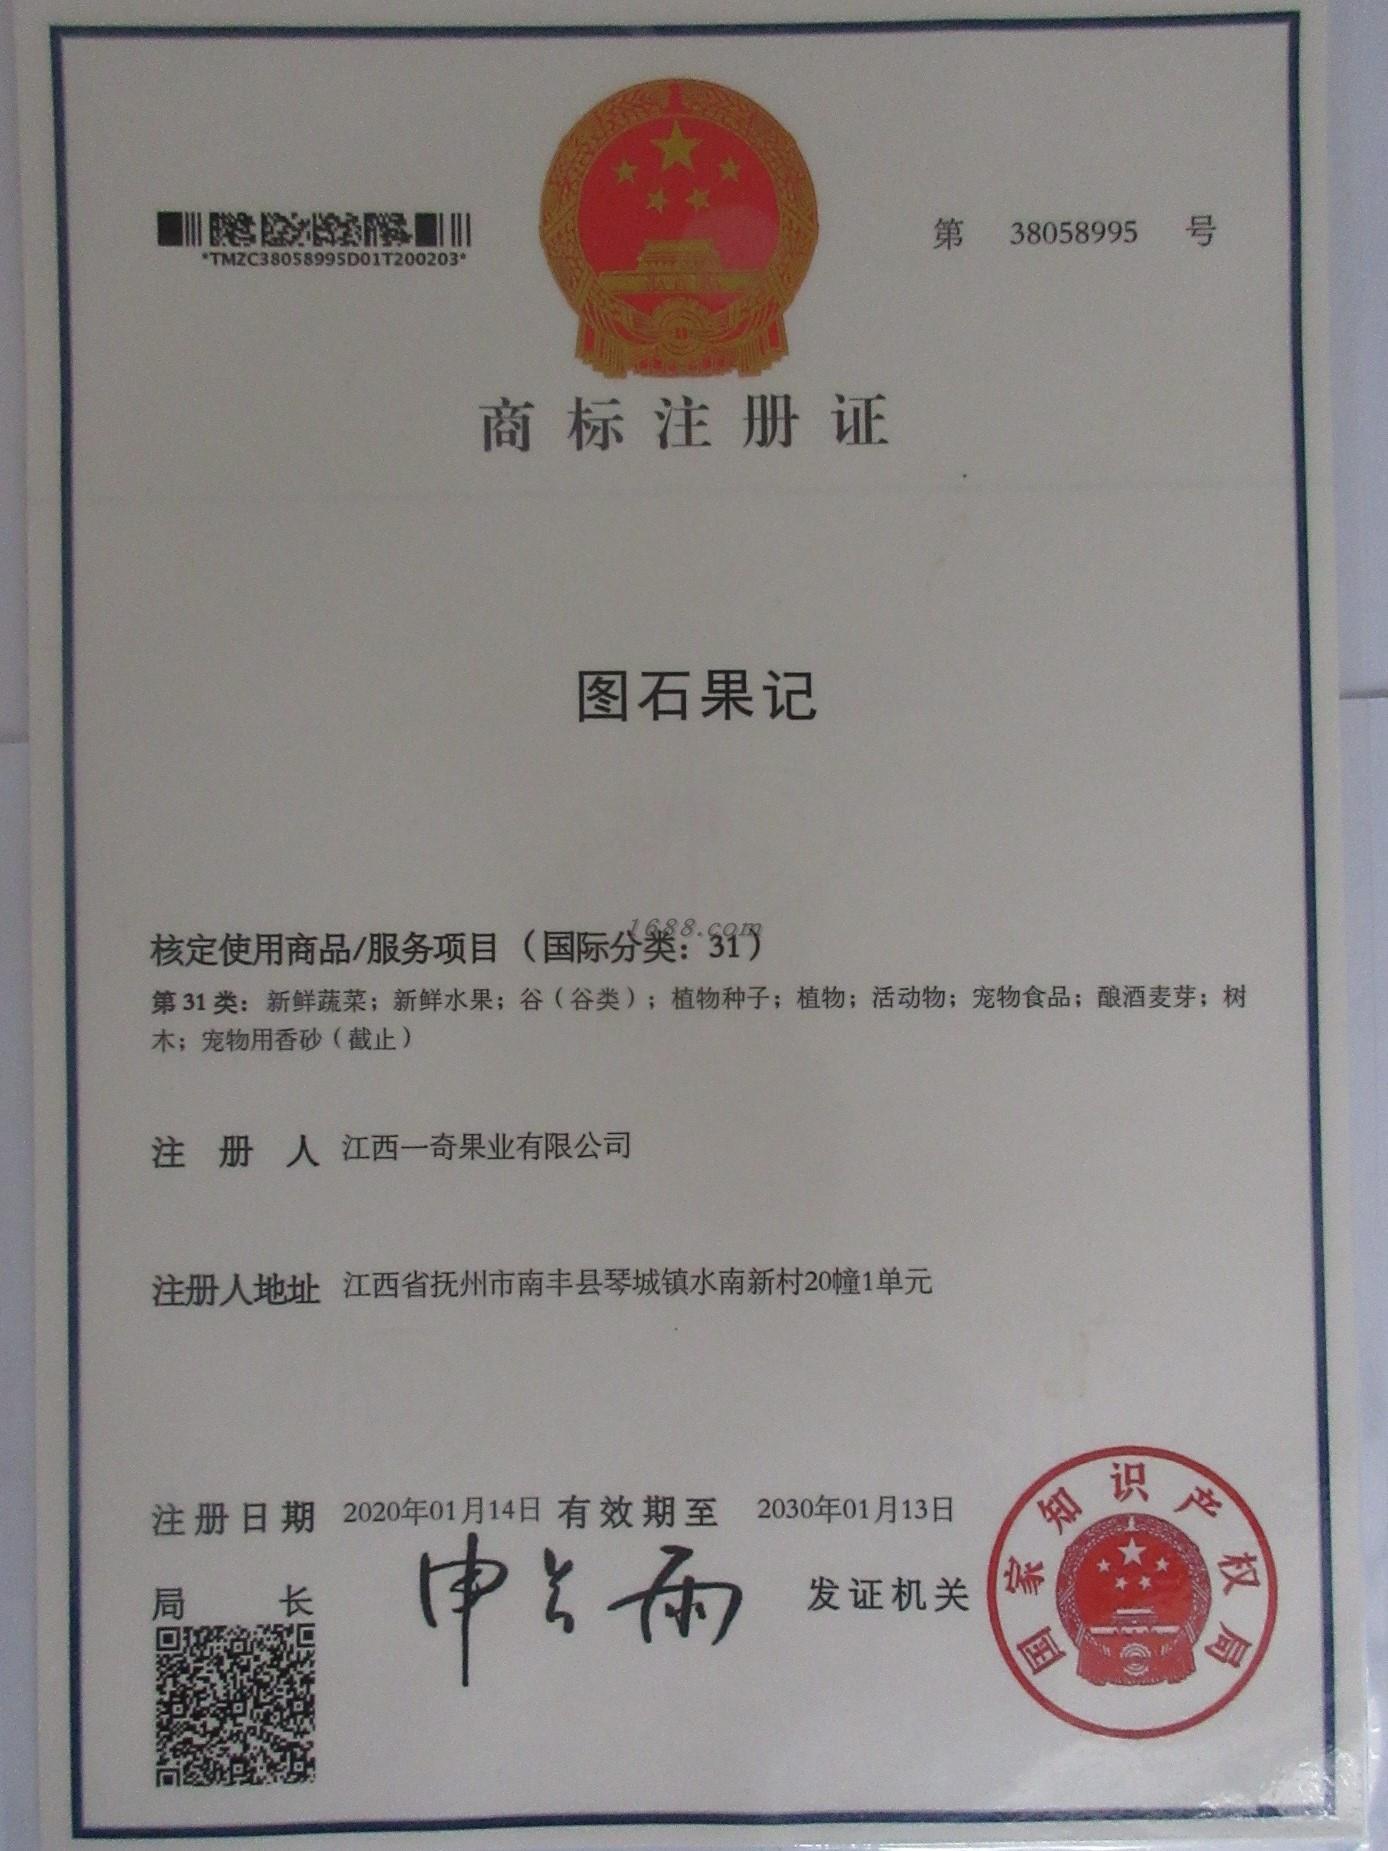 *TMZC38058995D01T200203*
第 38058995 号
商标注册证
图石果记
1688.com
核定使用商品/服务项目（国际分类：31）
第 31 类：新鲜蔬菜；新鲜水果；谷（谷类）；植物种子；植物；活动物；宠物食品；酿酒麦芽；树
木；宠物用香砂（截止）
注册人 江西一奇果业有限公司
注册人地址 江西省抚州市南丰县琴城镇水南新村20幢1单元
注册日期 2020年01月14日 有效期至 2030年01月13日
局长 申长雨 发证机关
国家知识产权局